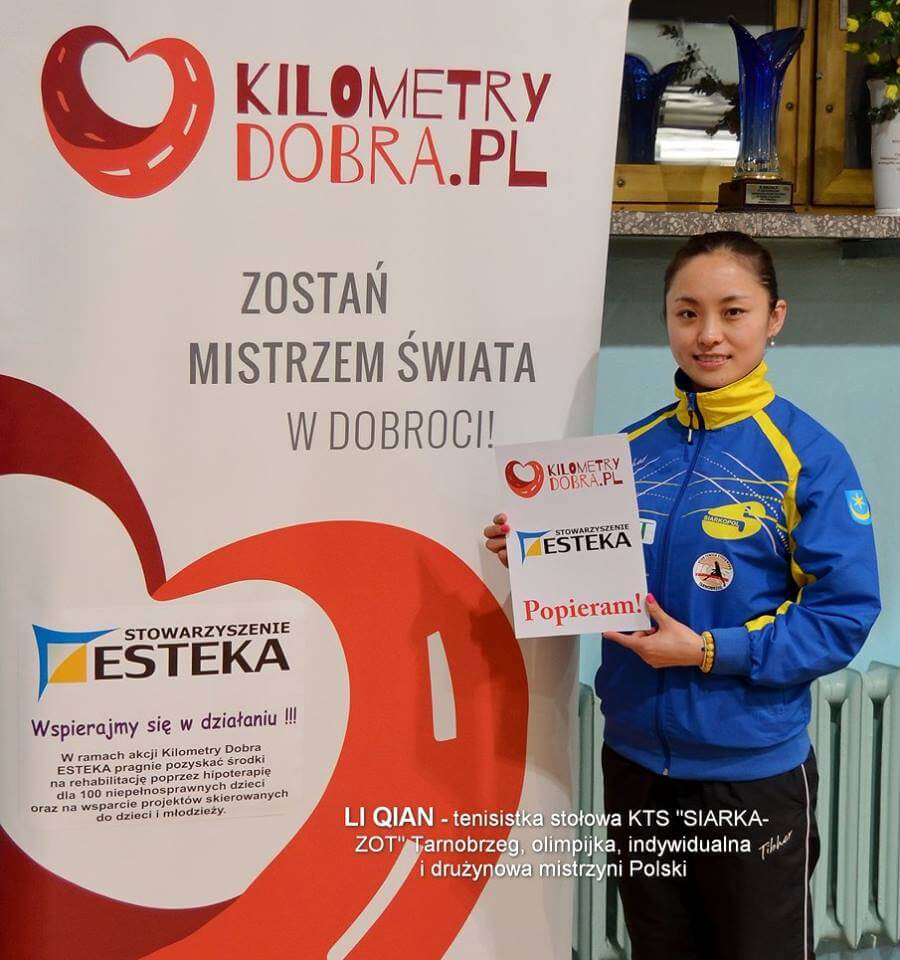 KILOMETRY
DOBRA.PL
ZOSTAŃ
MISTRZEM ŚWIATA
W DOBROCI!
STOWARZYSZENIE
ESTEKA
Wspierajmy się w działaniu !!!
W ramach akcji Kilometry Dobra
ESTEKA pragnie pozyskać środki
na rehabilitację poprzez hipoterapię
dla 100 niepełnosprawnych dzieci
oraz na wsparcie projektów skierowanych
do dzieci i młodzieży.
KILOMETRY
DOBRA.PL
STOWARZYSZENIE
ESTEKA
Popieram!
SIARKOPOL
LI QIAN - tenisistka stołowa KTS "SIARKA-
ZOT" Tarnobrzeg, olimpijka, indywidualna
i drużynowa mistrzyni Polski
Tibhar